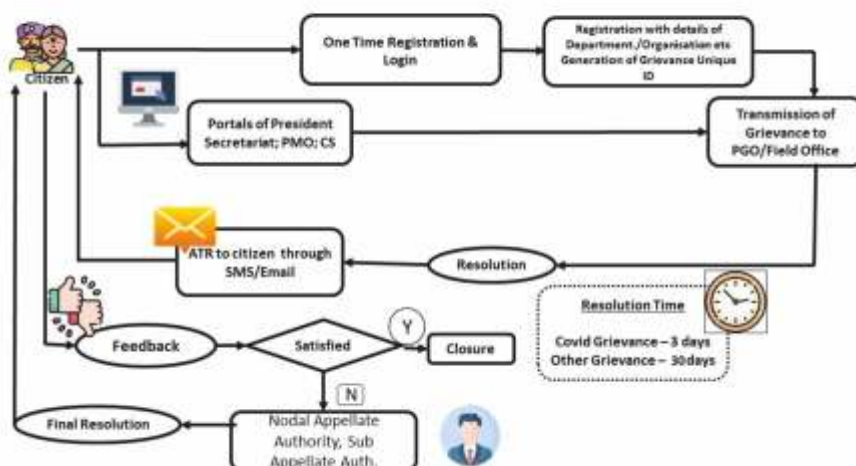 Citizen
One Time Registration &
Login
Registration with details of
Department./Organisation ets
Generation of Grievance Unique
ID
Portals of President
Secretariat; PMO; CS
Transmission of
Grievance to
PGO/Field Office
ATR to citizen through
SMS/Email
Resolution
Resolution Time
Covid Grievance – 3 days
Other Grievance – 30days
Feedback
Satisfied
Y
Closure
N
Final Resolution
Nodal Appellate
Authority, Sub
Appellate Auth.